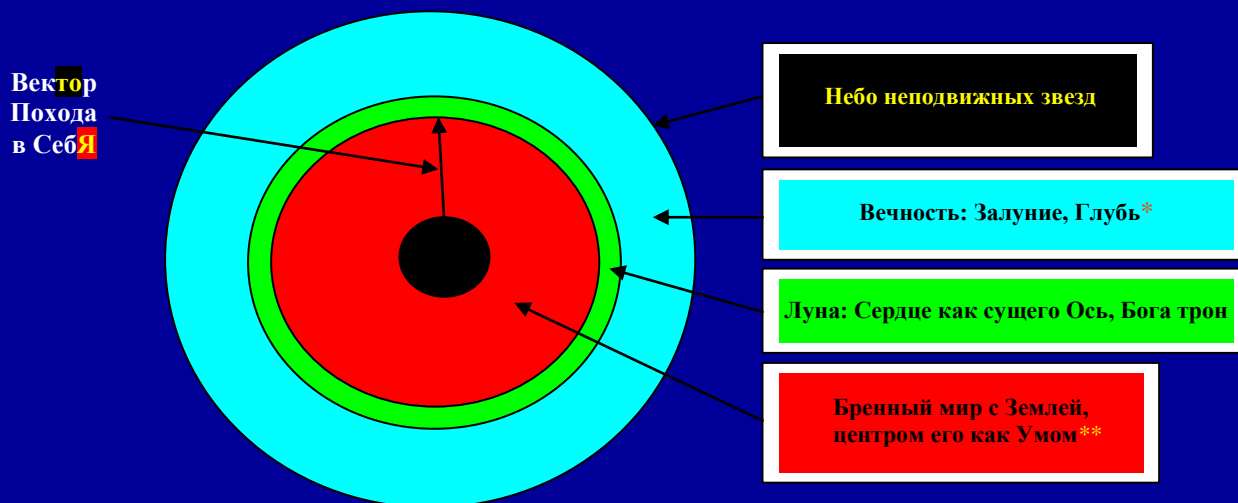 Вектор
Похода
в СебЯ
Небо неподвижных звезд
Вечность: Залуние, Глубь*
Луна: Сердце как сущего Ось, Бога трон
Бренный мир с Землей,
центром его как Умом**